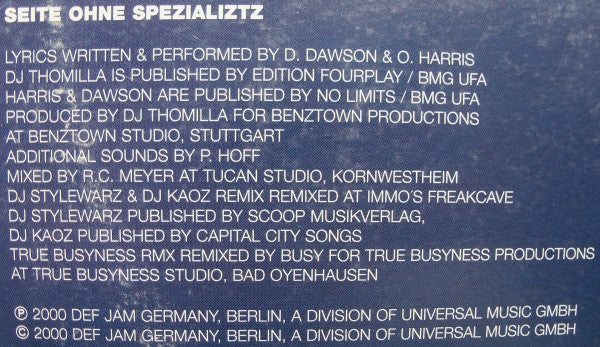 SEITE OHNE SPEZIALIZTZ
LYRICS WRITTEN & PERFORMED BY D. DAWSON & O. HARRIS
DJ THOMILLA IS PUBLISHED BY EDITION FOURPLAY / BMG UFA
HARRIS & DAWSON ARE PUBLISHED BY NO LIMITS / BMG UFA
PRODUCED BY DJ THOMILLA FOR BENZTOWN PRODUCTIONS
AT BENZTOWN STUDIO, STUTTGART
ADDITIONAL SOUNDS BY P. HOFF
MIXED BY R.C. MEYER AT TUCAN STUDIO, KORNWESTHEIM
DJ STYLEWARZ & DJ KAOZ REMIX REMIXED AT IMMO´S FREAKCAVE
DJ STYLEWARZ PUBLISHED BY SCOOP MUSIKVERLAG,
DJ KAOZ PUBLISHED BY CAPITAL CITY SONGS
TRUE BUSYNESS RMX REMIXED BY BUSY FOR TRUE BUSYNESS PRODUCTIONS
AT TRUE BUSYNESS STUDIO, BAD OYENHAUSEN
℗ 2000 DEF JAM GERMANY, BERLIN, A DIVISION OF UNIVERSAL MUSIC GMBH
© 2000 DEF JAM GERMANY, BERLIN, A DIVISION OF UNIVERSAL MUSIC GMBH